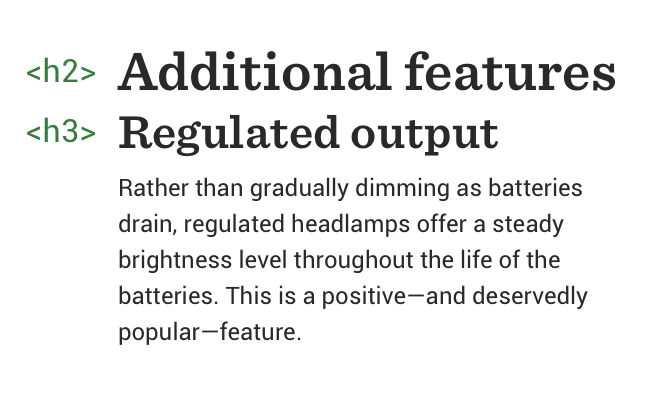 <h2> Additional features
<h3> Regulated output
Rather than gradually dimming as batteries
drain, regulated headlamps offer a steady
brightness level throughout the life of the
batteries. This is a positive—and deservedly
popular—feature.